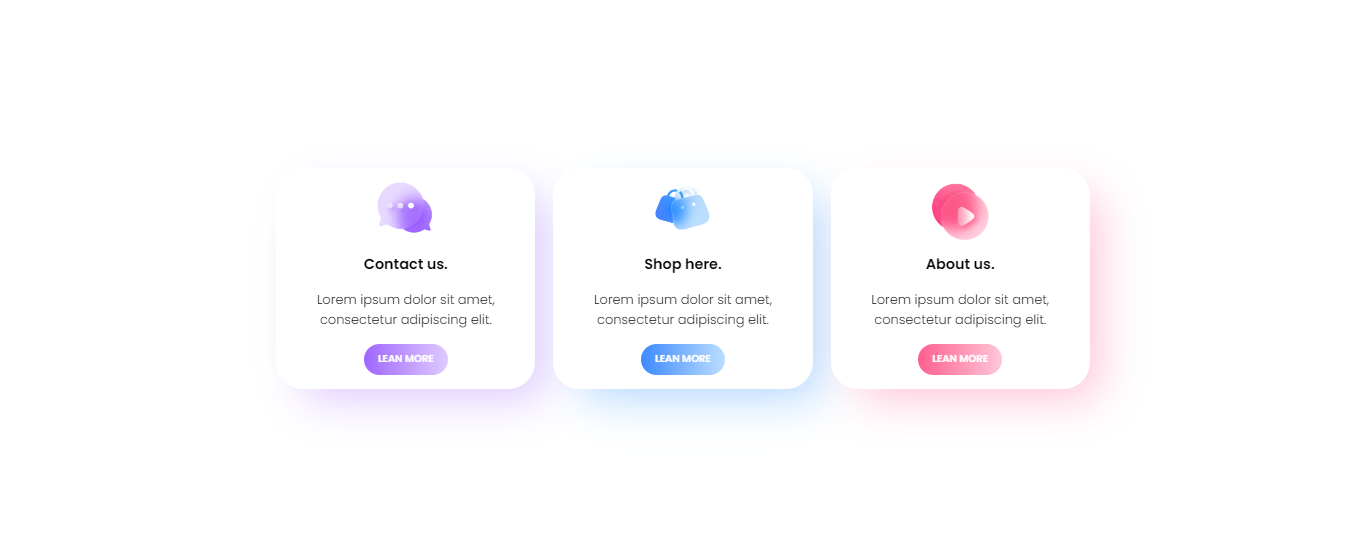 Contact us.
Lorem ipsum dolor sit amet,
consectetur adipiscing elit.
LEAN MORE
Shop here.
Lorem ipsum dolor sit amet,
consectetur adipiscing elit.
LEAN MORE
About us.
Lorem ipsum dolor sit amet,
consectetur adipiscing elit.
LEAN MORE